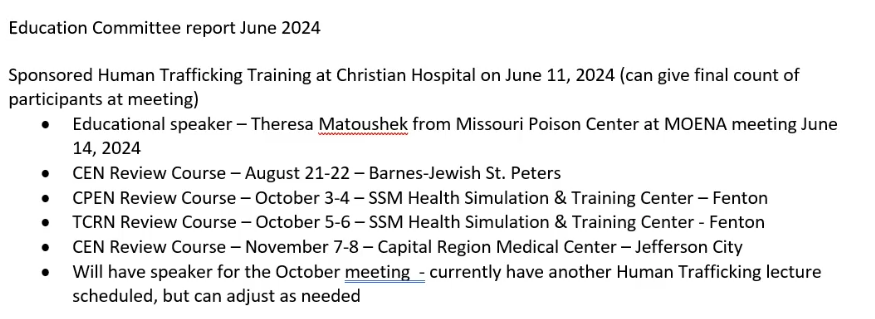 Education Committee report June 2024
Sponsored Human Trafficking Training at Christian Hospital on June 11, 2024 (can give final count of
participants at meeting)
• Educational speaker – Theresa Matoushek from Missouri Poison Center at MOENA meeting June
14, 2024
• CEN Review Course – August 21-22 – Barnes-Jewish St. Peters
• CPEN Review Course – October 3-4 – SSM Health Simulation & Training Center – Fenton
• TCRN Review Course – October 5-6 – SSM Health Simulation & Training Center - Fenton
• CEN Review Course – November 7-8 – Capital Region Medical Center – Jefferson City
• Will have speaker for the October meeting - currently have another Human Trafficking lecture
scheduled, but can adjust as needed